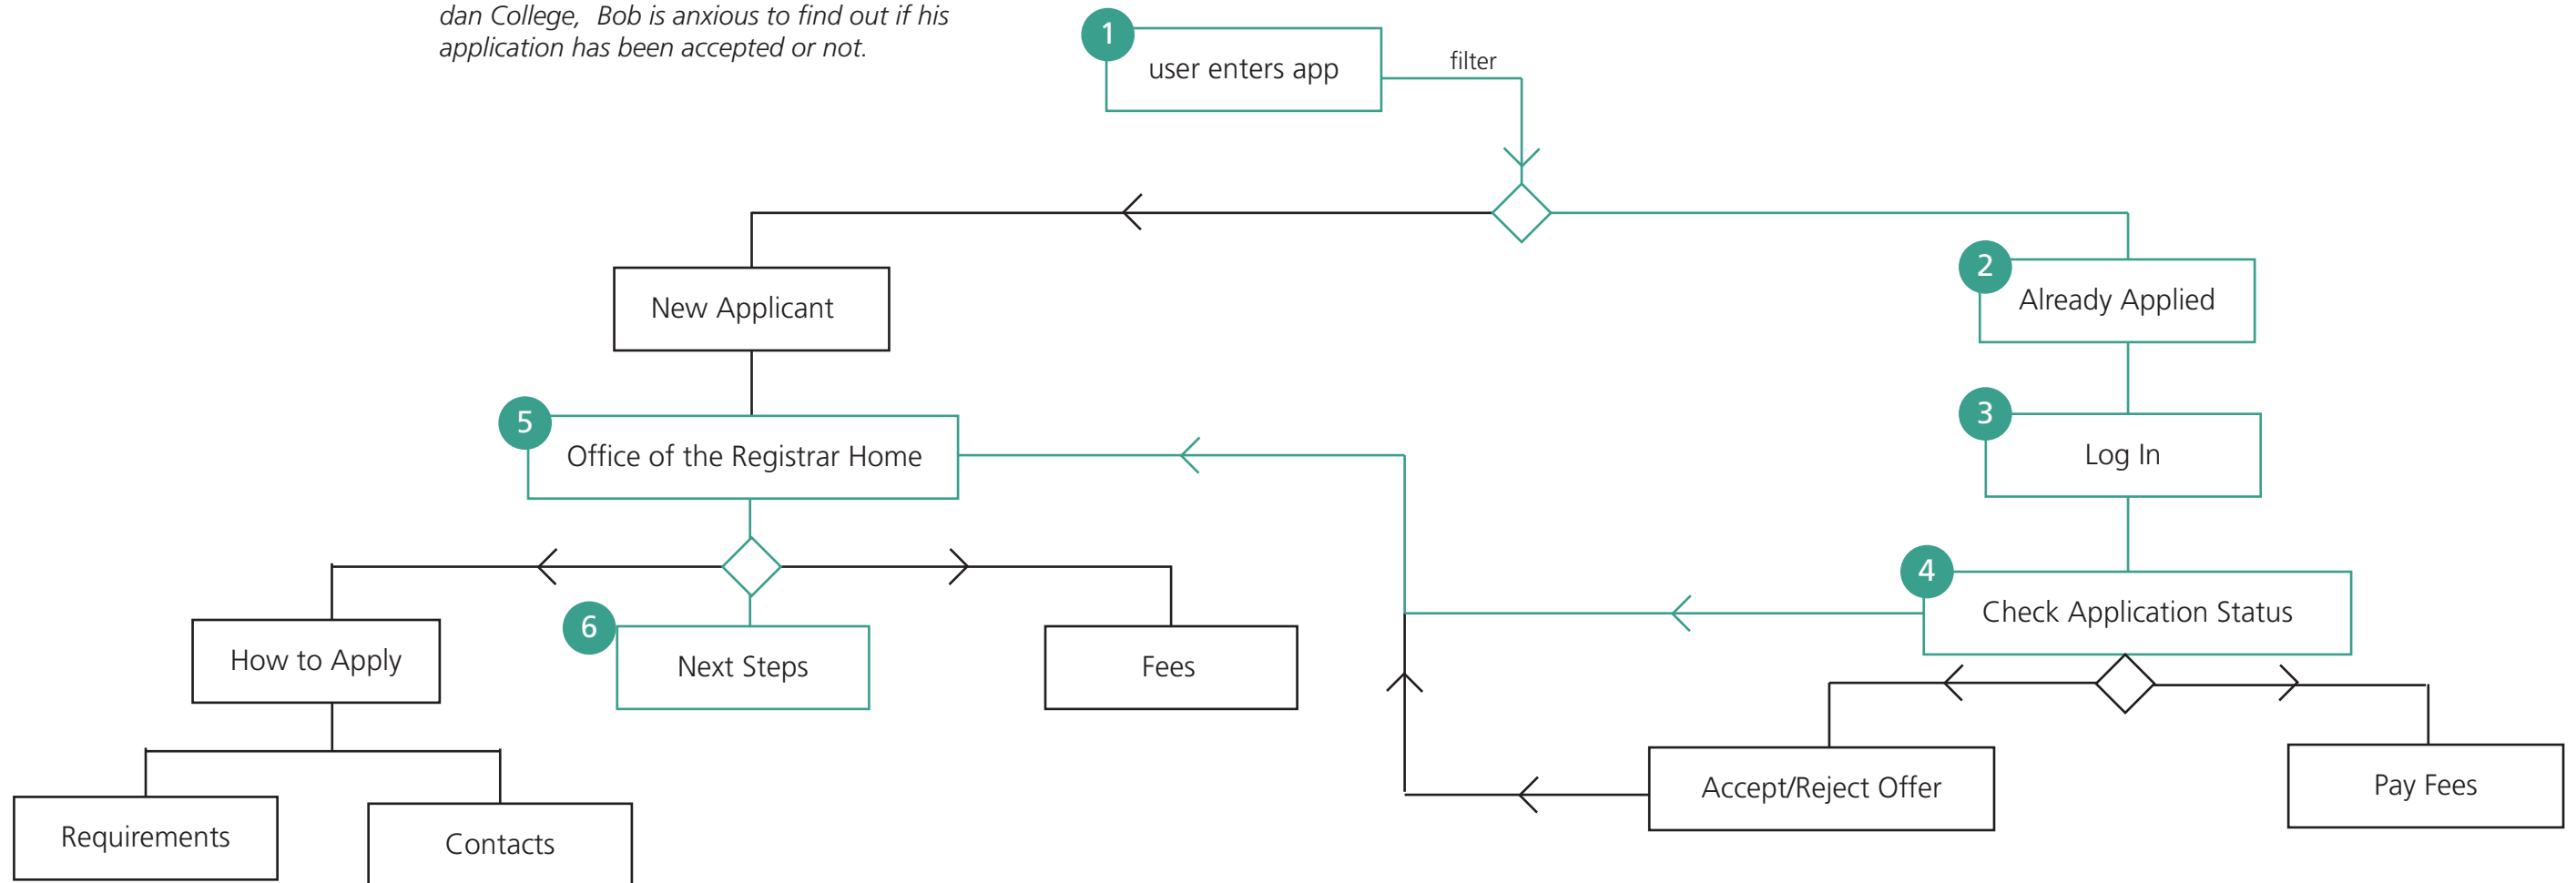 dan College, Bob is anxious to find out if his
application has been accepted or not.
1
user enters app
filter
New Applicant
2
Already Applied
5
Office of the Registrar Home
3
Log In
4
Check Application Status
How to Apply
6
Next Steps
Fees
Requirements
Contacts
Accept/Reject Offer
Pay Fees